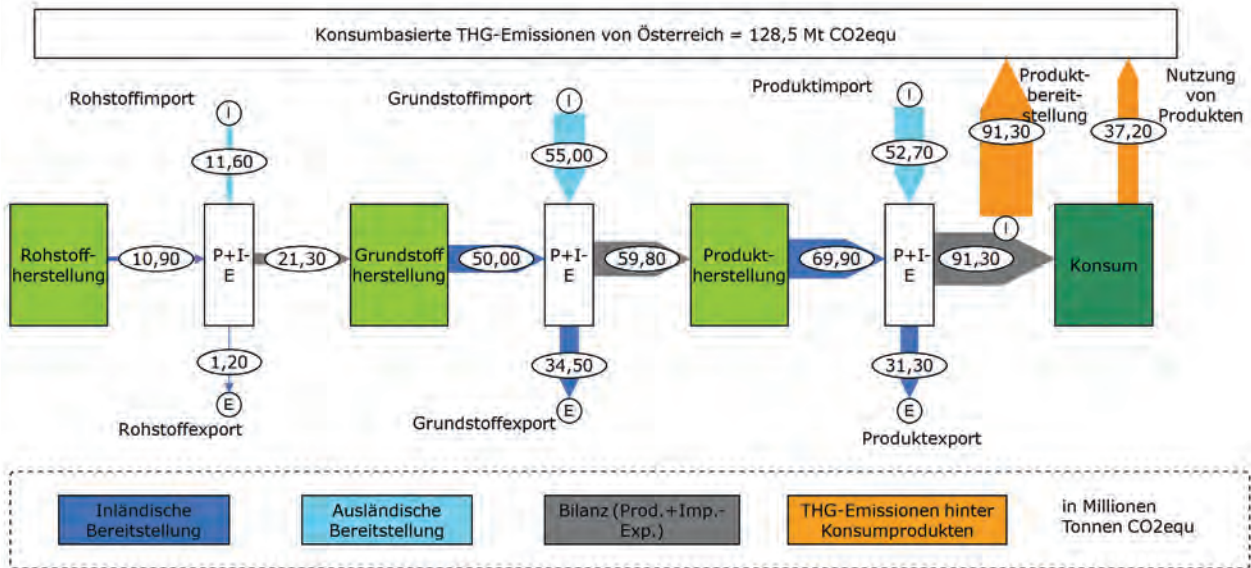 Konsumbasierte THG-Emissionen von Österreich = 128,5 Mt CO2equ
Rohstoffimport
I
11,60
Grundstoffimport
I
55,00
Produktimport
I
52,70
Produkt-
bereit-
stellung
91,30
Nutzung
von
Produkten
37,20
Rohstoff-
herstellung
10,90
P+I-
E
21,30
Grundstoff
herstellung
50,00
P+I-
E
59,80
Produkt-
herstellung
69,90
P+I-
E
I
91,30
Konsum
1,20
E
Rohstoffexport
34,50
E
Grundstoffexport
31,30
E
Produktexport
Inländische
Bereitstellung
Ausländische
Bereitstellung
Bilanz (Prod.+Imp.-
Exp.)
THG-Emissionen hinter
Konsumprodukten
in Millionen
Tonnen CO2equ